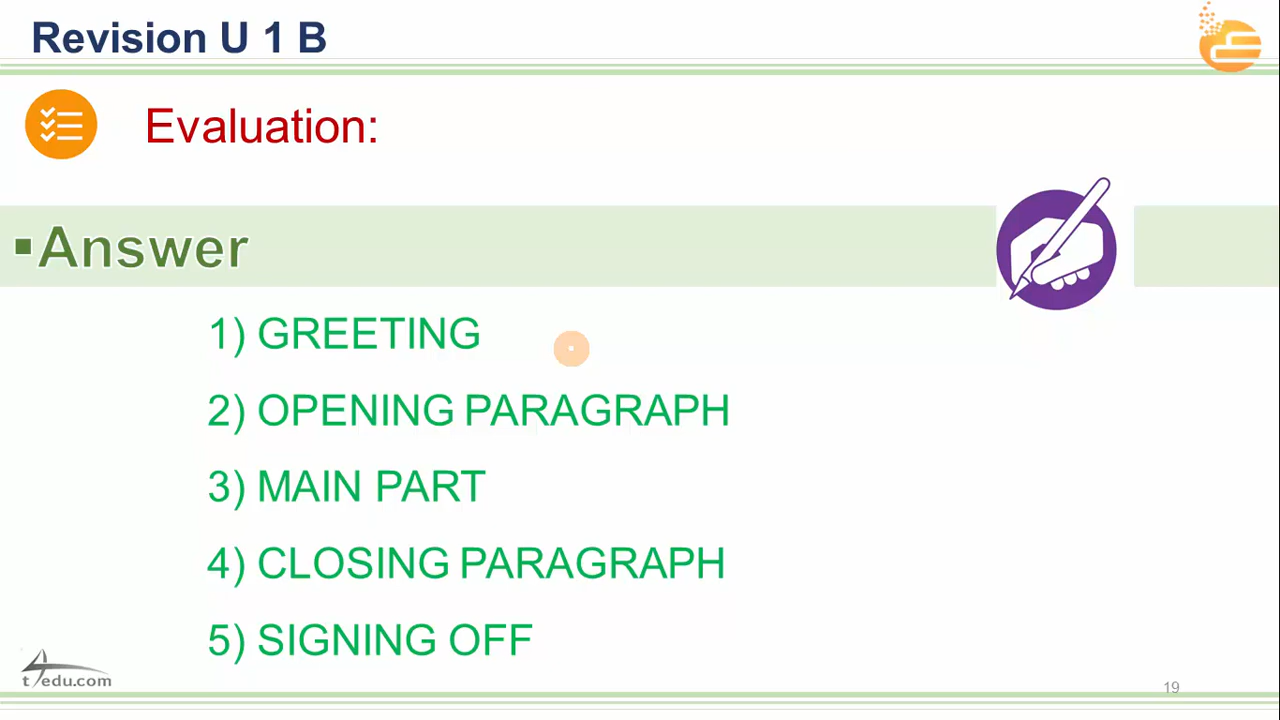 Revision U 1 B
Evaluation:
▪Answer
1) GREETING
2) OPENING PARAGRAPH
3) MAIN PART
4) CLOSING PARAGRAPH
5) SIGNING OFF
t4edu.com
19